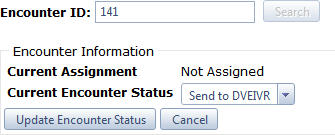 Encounter ID: 141 Search
Encounter Information
Current Assignment Not Assigned
Current Encounter Status Send to DVEIVR
Update Encounter Status Cancel